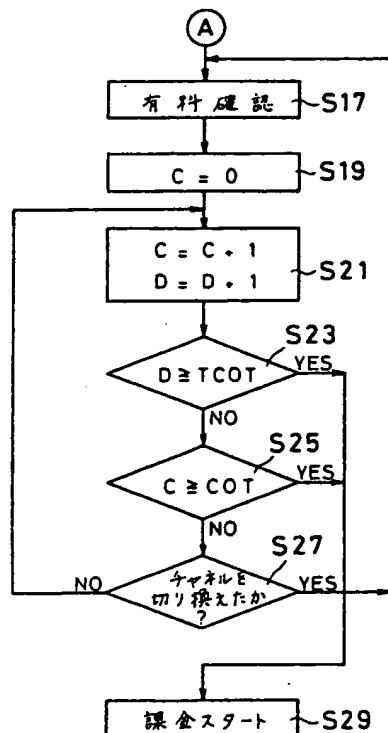 A
有料確認
S17
C = 0
S19
C = C + 1
D = D + 1
S21
S23
D ≧ TCOT
YES
NO
S25
C ≧ COT
YES
NO
S27
チャネルを
切り換えたか
?
NO
YES
課金スタート
S29